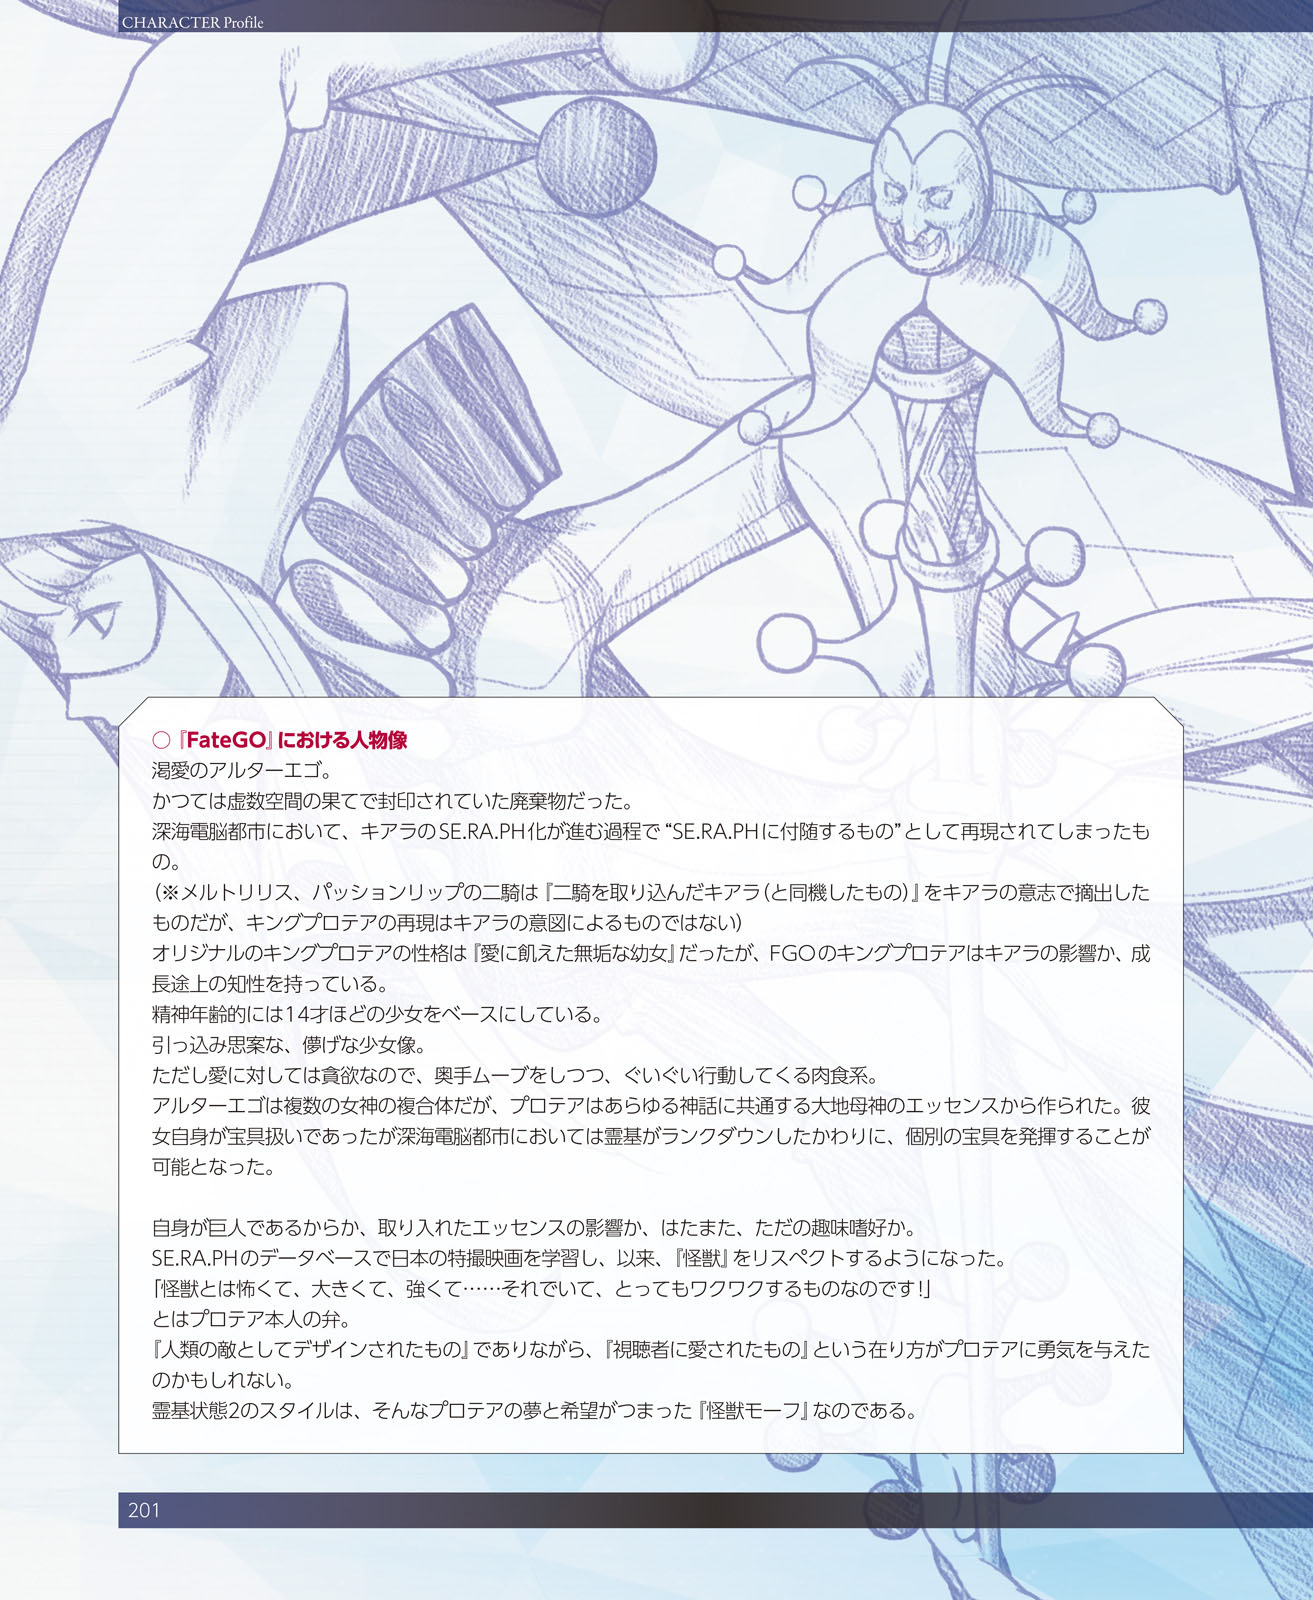 CHARACTER Profile
○『FateGO』における人物像
渇愛のアルターエゴ。
かつては虚数空間の果てで封印されていた廃棄物だった。
深海電脳都市において、キアラのSE.RA.PH化が進む過程で“SE.RA.PHに付随するもの”として再現されてしまったも
の。
(※メルトリリス、パッションリップの二騎は『二騎を取り込んだキアラ(と同機したもの)』をキアラの意志で摘出した
ものだが、キングプロテアの再現はキアラの意図によるものではない)
オリジナルのキングプロテアの性格は『愛に飢えた無垢な幼女』だったが、FGOのキングプロテアはキアラの影響か、成
長途上の知性を持っている。
精神年齢的には14才ほどの少女をベースにしている。
引っ込み思案な、儚げな少女像。
ただし愛に対しては貪欲なので、奥手ムーブをしつつ、ぐいぐい行動してくる肉食系。
アルターエゴは複数の女神の複合体だが、プロテアはあらゆる神話に共通する大地母神のエッセンスから作られた。彼
女自身が宝具扱いであったが深海電脳都市においては霊基がランクダウンしたかわりに、個別の宝具を発揮することが
可能となった。
自身が巨人であるからか、取り入れたエッセンスの影響か、はたまた、ただの趣味嗜好か。
SE.RA.PHのデータベースで日本の特撮映画を学習し、以来、『怪獣』をリスペクトするようになった。
「怪獣とは怖くて、大きくて、強くて……それでいて、とってもワクワクするものなのです!」
とはプロテア本人の弁。
『人類の敵としてデザインされたもの』でありながら、『視聴者に愛されたもの』という在り方がプロテアに勇気を与えた
のかもしれない。
霊基状態2のスタイルは、そんなプロテアの夢と希望がつまった『怪獣モーフ』なのである。
201